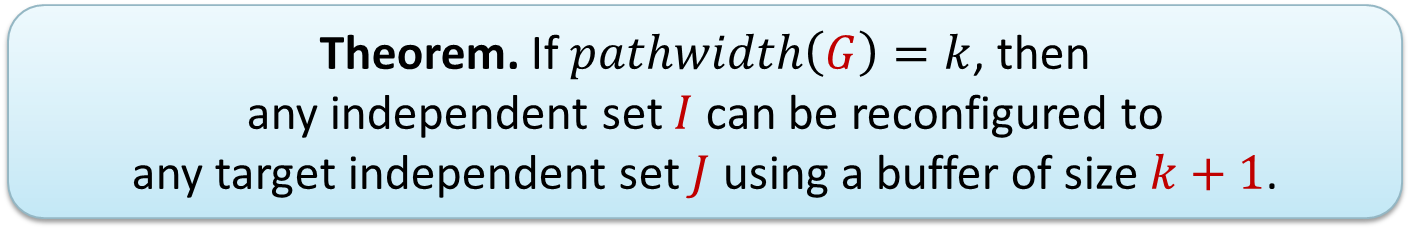 Theorem. If pathwidth(G) = k, then
any independent set I can be reconfigured to
any target independent set J using a buffer of size k + 1.